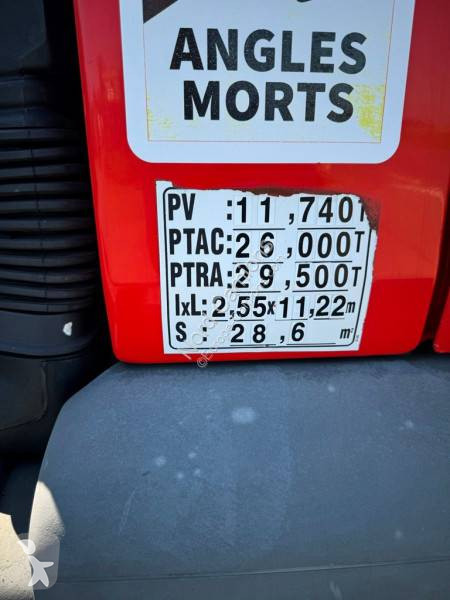 ANGLES
MORTS
PV :11,740T
PTAC:26,000T
PTRA:29,500T
lxL:2,55x11,22m
S :28,6 m²